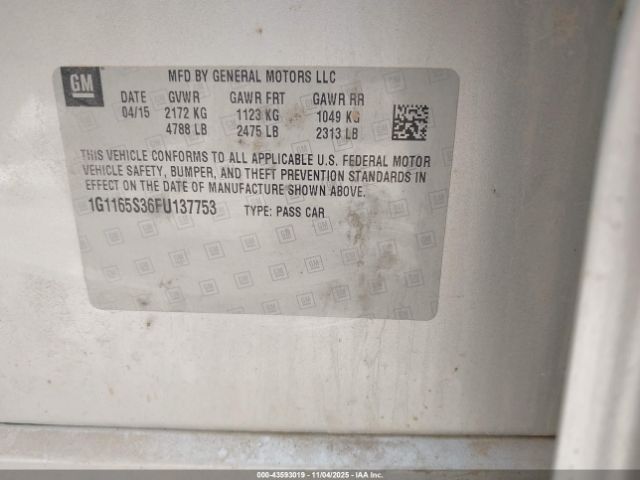 GM
MFD BY GENERAL MOTORS LLC
DATE GVWR GAWR FRT GAWR RR
04/15 2172 KG 1123 KG 1049 KG
4788 LB 2475 LB 2313 LB
THIS VEHICLE CONFORMS TO ALL APPLICABLE U.S. FEDERAL MOTOR
VEHICLE SAFETY, BUMPER, AND THEFT PREVENTION STANDARDS IN
EFFECT ON THE DATE OF MANUFACTURE SHOWN ABOVE.
1G1165S36FU137753 TYPE: PASS CAR
000-43593019 - 11/04/2025 - IAAI, Inc.